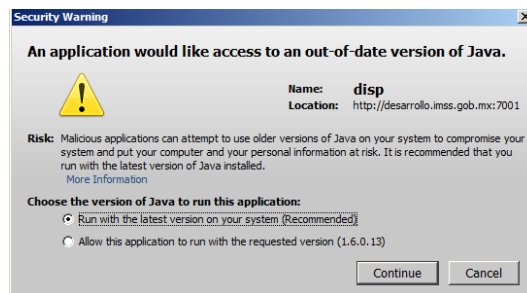 Security Warning
An application would like access to an out-of-date version of Java.
Name: disp
Location: http://desarrollo.imss.gob.mx:7001
Risk: Malicious applications can attempt to use older versions of Java on your system to compromise your
system and put your computer and your personal information at risk. It is recommended that you
run with the latest version of Java installed.
More Information
Choose the version of Java to run this application:
Run with the latest version on your system (Recommended)
Allow this application to run with the requested version (1.6.0.13)
Continue Cancel